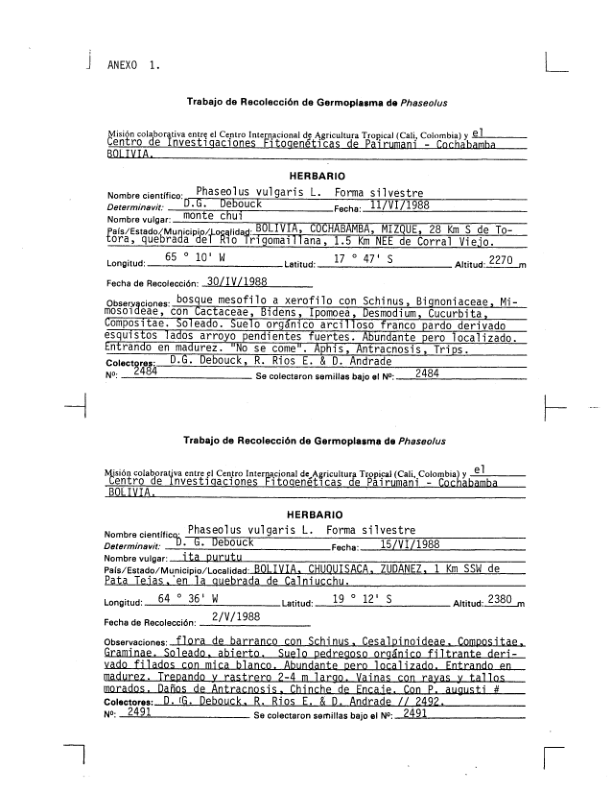 ANEXO 1.
Trabajo de Recolección de Germoplasma de Phaseolus
Misión colaborativa entre el Centro Internacional de Agricultura Tropical (Cali, Colombia) y el
Centro de Investigaciones Fitogenéticas de Pairumani - Cochabamba
BOLIVIA.
HERBARIO
Nombre científico: Phaseolus vulgaris L. Forma silvestre
Determinavit: D.G. Debouck Fecha: 11/VI/1988
Nombre vulgar: monte chui
País/Estado/Municipio/Localidad: BOLIVIA, COCHABAMBA, MIZQUE, 28 Km S de To-
tora, quebrada del Rio Trigomaillana, 1.5 Km NEE de Corral Viejo.
Longitud: 65 ° 10' W Latitud: 17 ° 47' S Altitud: 2270 m
Fecha de Recolección: 30/IV/1988
Observaciones: bosque mesofilo a xerofilo con Schinus, Bignoniaceae, Mi-
mosoideae, con Cactaceae, Bidens, Ipomoea, Desmodium, Cucurbita,
Compositae. Soleado. Suelo orgánico arcilloso franco pardo derivado
esquistos lados arroyo pendientes fuertes. Abundante pero localizado.
Entrando en madurez. "No se come". Aphis, Antracnosis, Trips.
Colectores: D.G. Debouck, R. Rios E. & D. Andrade
Nº: 2484 Se colectaron semillas bajo el Nº: 2484
Trabajo de Recolección de Germoplasma de Phaseolus
Misión colaborativa entre el Centro Internacional de Agricultura Tropical (Cali, Colombia) y el
Centro de Investigaciones Fitogenéticas de Pairumani - Cochabamba
BOLIVIA.
HERBARIO
Nombre científico: Phaseolus vulgaris L. Forma silvestre
Determinavit: D. G. Debouck Fecha: 15/VI/1988
Nombre vulgar: ita purutu
País/Estado/Municipio/Localidad: BOLIVIA, CHUQUISACA, ZUDANEZ, 1 Km SSW de
Pata Tejas, en la quebrada de Calniucchu.
Longitud: 64 ° 36' W Latitud: 19 ° 12' S Altitud: 2380 m
Fecha de Recolección: 2/V/1988
Observaciones: flora de barranco con Schinus, Cesalpinoideae, Compositae,
Graminae. Soleado, abierto. Suelo pedregoso orgánico filtrante deri-
vado filados con mica blanco. Abundante pero localizado. Entrando en
madurez. Trepando y rastrero 2-4 m largo. Vainas con rayas y tallos
morados. Daños de Antracnosis, Chinche de Encaje. Con P. augusti #
Colectores: D. G. Debouck, R. Rios E. & D. Andrade // 2492.
Nº: 2491 Se colectaron semillas bajo el Nº: 2491